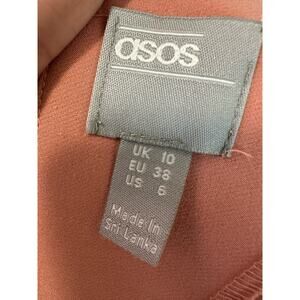 asos
UK 10
EU 38
US 6
Made In
Sri Lanka